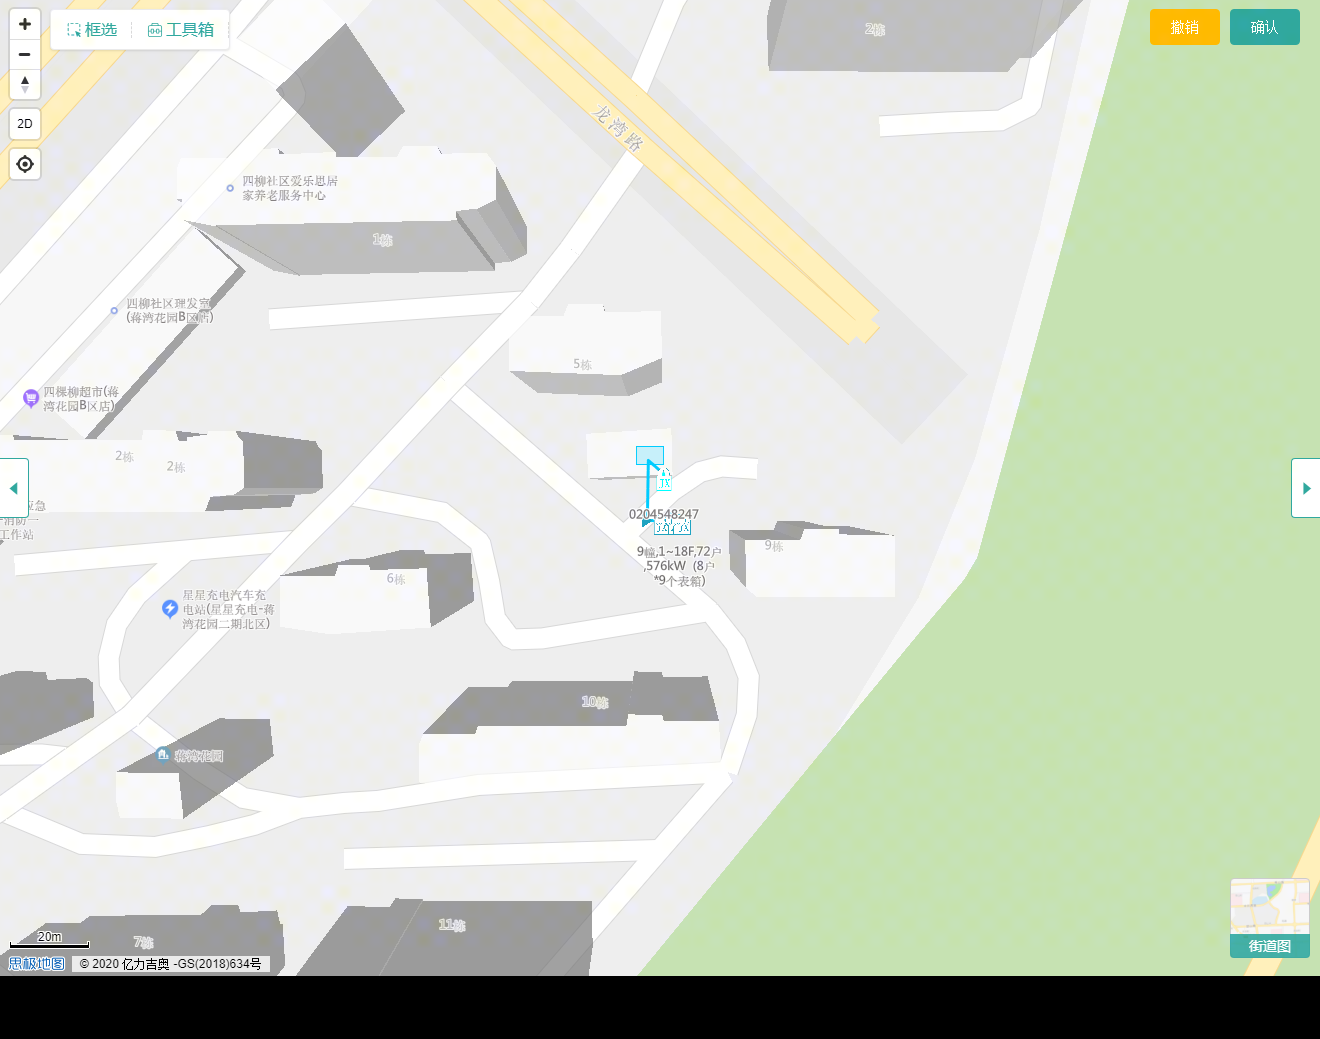 框选
工具箱
撤销
确认
2D
2栋
龙湾路
四柳社区爱乐思居
家养老服务中心
1栋
四柳社区理发室
(蒋湾花园B区店)
5栋
四棵柳超市(蒋
湾花园B区店)
2栋
2栋
应急
消防一
工作站
JX
0204548247
JX
JX
9幢,1~18F,72户
,576kW（8户
*9个表箱)
9栋
6栋
星星充电汽车充
电站(星星充电-蒋
湾花园二期北区)
10栋
蒋湾花园
11栋
7栋
20m
思极地图
© 2020 亿力吉奥 -GS(2018)634号
街道图